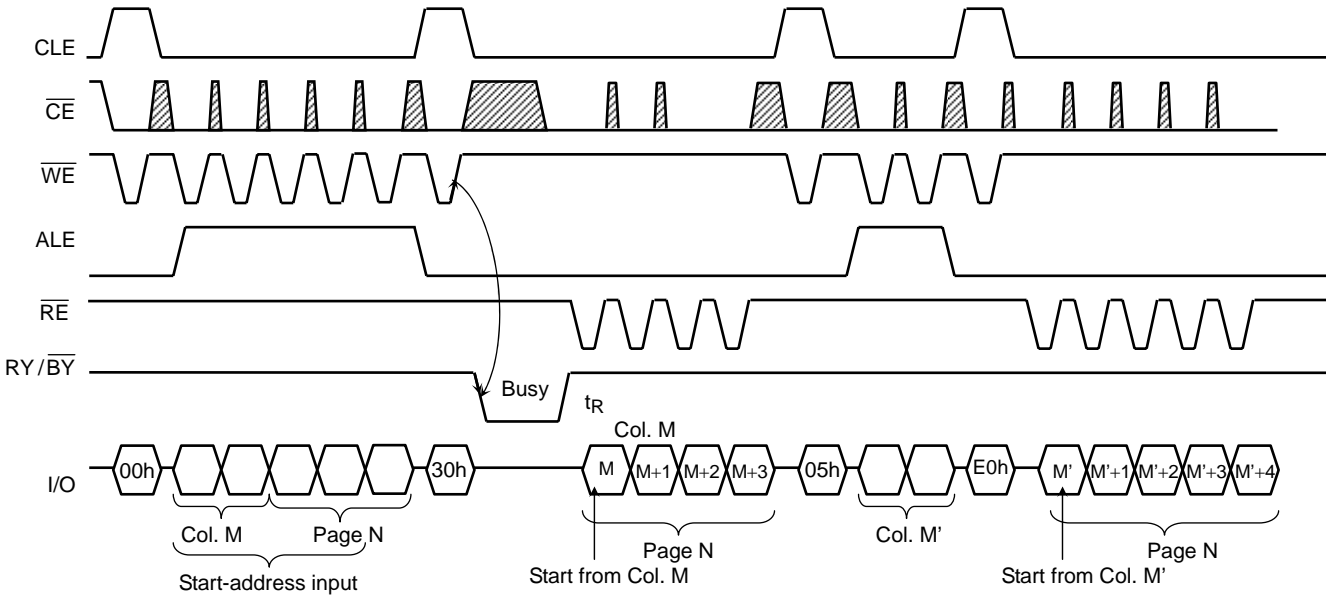 CLE
CE
WE
ALE
RE
RY/BY
Busy
tR
Col. M
I/O
00h
30h
M
M+1
M+2
M+3
05h
E0h
M'
M'+1
M'+2
M'+3
M'+4
Col. M
Page N
Page N
Col. M'
Page N
Start-address input
Start from Col. M
Start from Col. M'